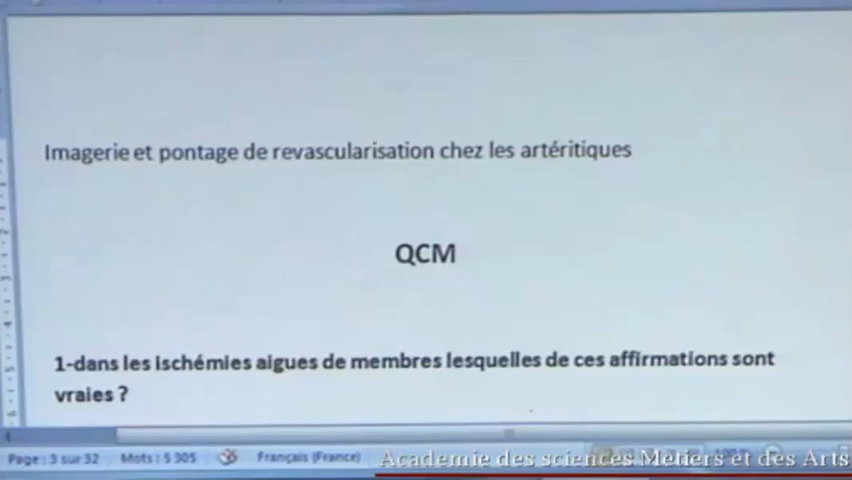 Imagerie et pontage de revascularisation chez les artéritiques
QCM
1-dans les ischémies aigues de membres lesquelles de ces affirmations sont
vraies ?
Page : 3 sur 32 Mots : 5 305 Français (France)
Academie des sciences Metiers et des Arts